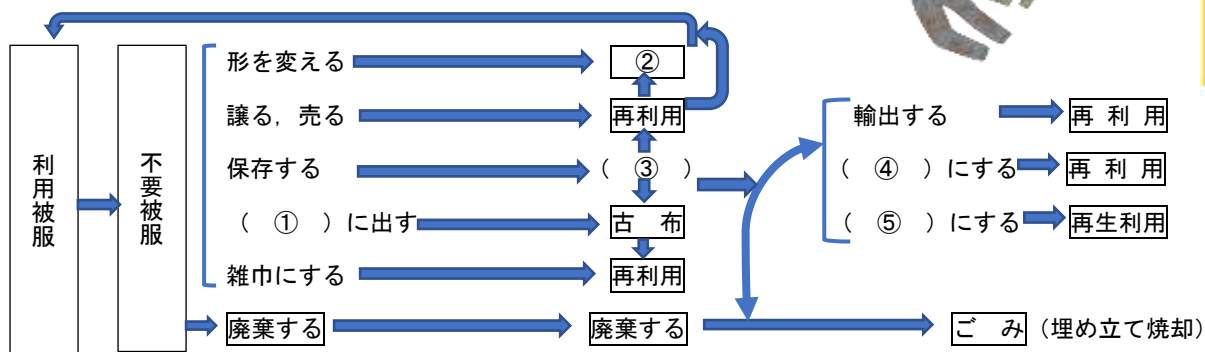 利用被服
不要被服
形を変える
②
譲る，売る
再利用
保存する
（　③　）
（　①　）に出す
古　布
雑巾にする
再利用
廃棄する
廃棄する
輸出する
再 利 用
（　④　）にする
再 利 用
（　⑤　）にする
再生利用
ご　み（埋め立て焼却）